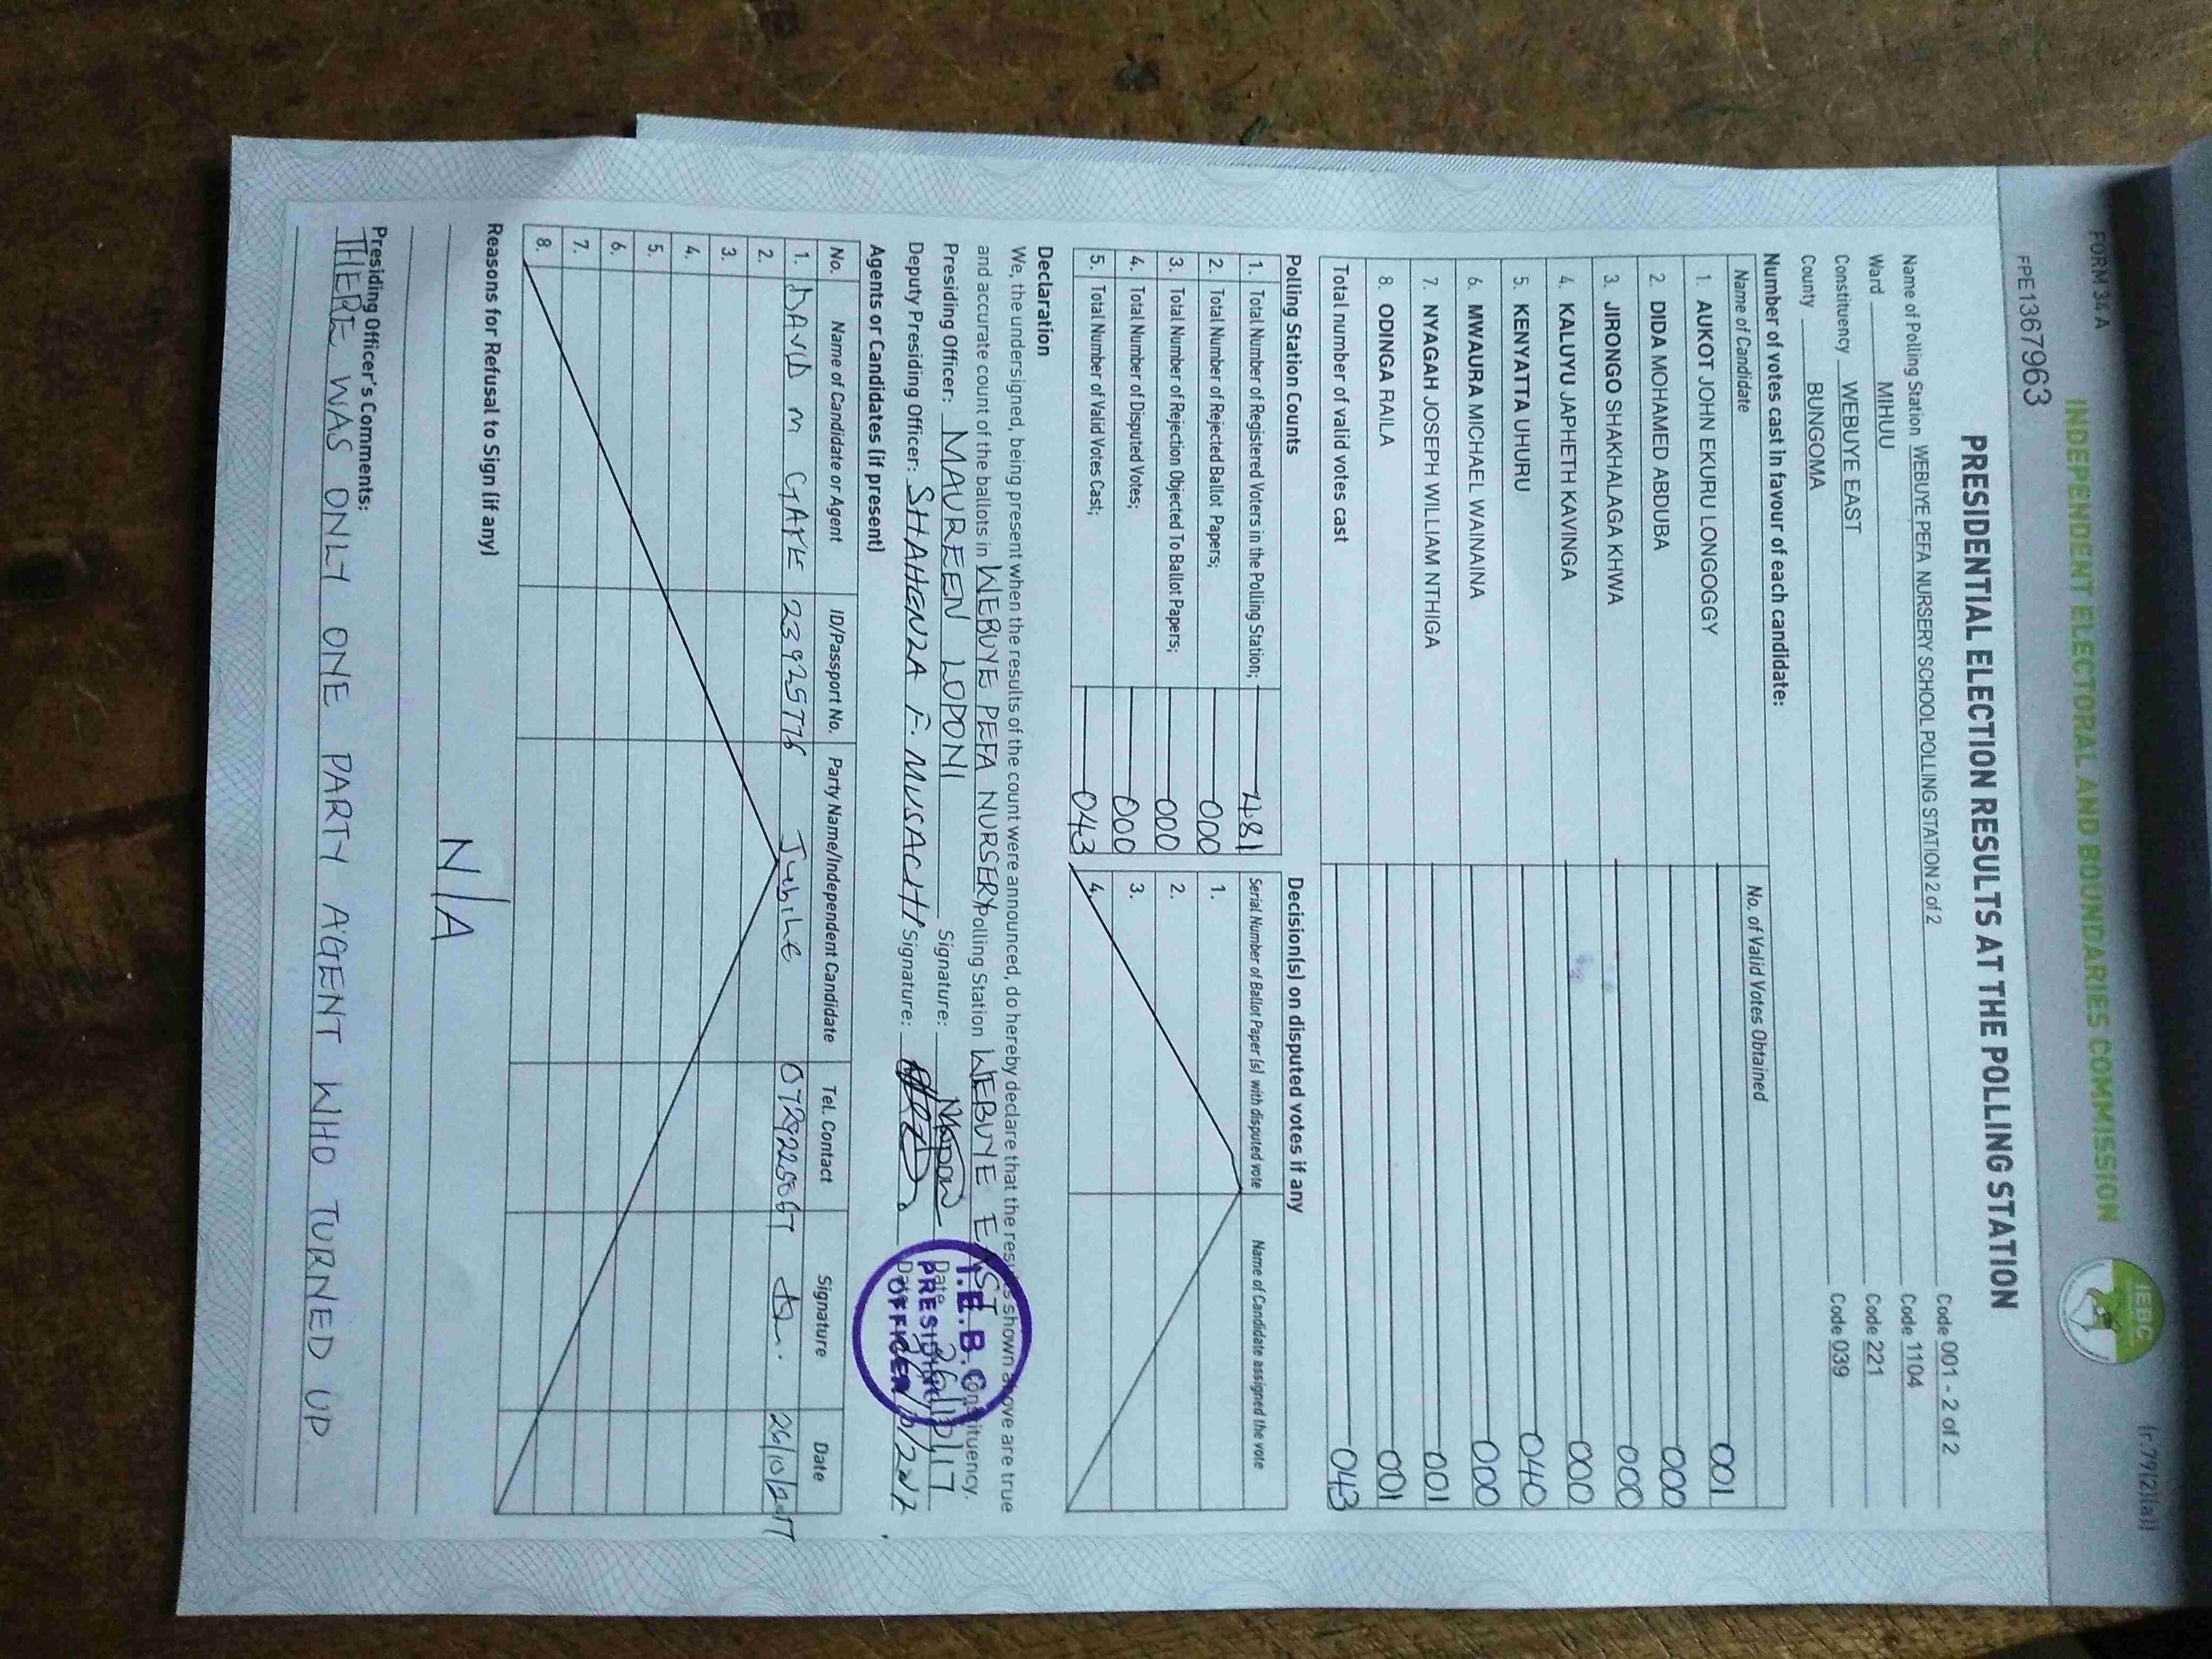 FORM 34 A
(r.79(2)(a))
INDEPENDENT ELECTORAL AND BOUNDARIES COMMISSION
IEBC
FPE1367963
PRESIDENTIAL ELECTION RESULTS AT THE POLLING STATION
Name of Polling Station WEBUYE PEFA NURSERY SCHOOL POLLING STATION 2 of 2 Code 001 - 2 of 2
Ward MIHUU Code 1104
Constituency WEBUYE EAST Code 221
County BUNGOMA Code 039
Number of votes cast in favour of each candidate:
Name of Candidate No. of Valid Votes Obtained
1. AUKOT JOHN EKURU LONGOGGY 001
2. DIDA MOHAMED ABDUBA 000
3. JIRONGO SHAKHALAGA KHWA 000
4. KALUYU JAPHETH KAVINGA 000
5. KENYATTA UHURU 040
6. MWAURA MICHAEL WAINAINA 000
7. NYAGAH JOSEPH WILLIAM NTHIGA 001
8. ODINGA RAILA 001
Total number of valid votes cast 043
Polling Station Counts Decision(s) on disputed votes if any
1. Total Number of Registered Voters in the Polling Station; 481 Serial Number of Ballot Paper (s) with disputed vote Name of Candidate assigned the vote
2. Total Number of Rejected Ballot Papers; 000 1.
3. Total Number of Rejection Objected To Ballot Papers; 000 2.
4. Total Number of Disputed Votes; 000 3.
5. Total Number of Valid Votes Cast; 043 4.
Declaration
We, the undersigned, being present when the results of the count were announced, do hereby declare that the results shown above are true
and accurate count of the ballots in WEBUYE PEFA NURSERY Polling Station WEBUYE EAST Constituency.
Presiding Officer: MAUREEN LOPONI Signature: Date 26/10/17
Deputy Presiding Officer: SHAHENZA F. MUSACHI Signature: Date
I.E.B.C
PRESIDING
OFFICER
Agents or Candidates (if present)
No. Name of Candidate or Agent ID/Passport No. Party Name/Independent Candidate Tel. Contact Signature Date
1. DAVID M 23925776 Jubilee 26/10/2017
2.
3.
4.
5.
6.
7.
8.
Reasons for Refusal to Sign (if any)
N/A
Presiding Officer's Comments:
THERE WAS ONLY ONE PARTY AGENT WHO TURNED UP.